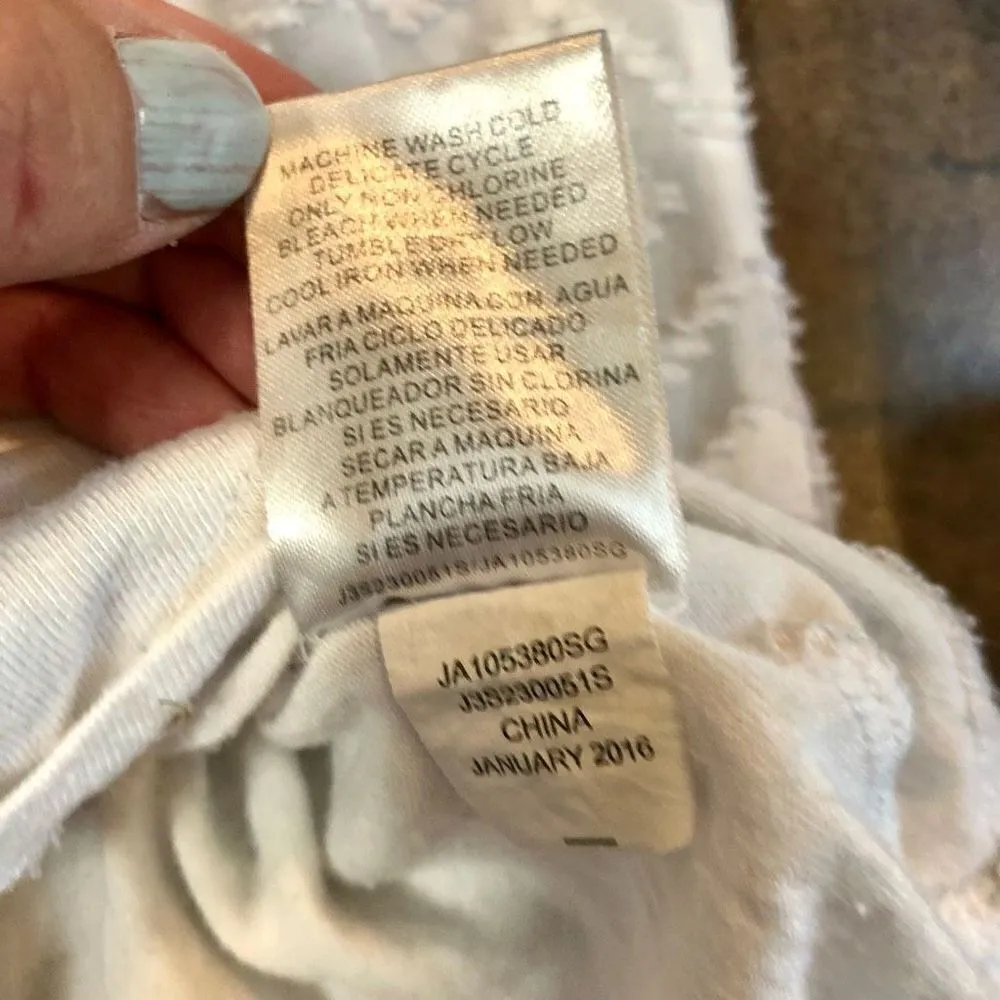 MACHINE WASH COLD
DELICATE CYCLE
ONLY NON CHLORINE
BLEACH WHEN NEEDED
TUMBLE DRY LOW
COOL IRON WHEN NEEDED
LAVAR A MAQUINA CON AGUA
FRIA CICLO DELICADO
SOLAMENTE USAR
BLANQUEADOR SIN CLORINA
SI ES NECESARIO
SECAR A MAQUINA
A TEMPERATURA BAJA
PLANCHA FRIA
SI ES NECESARIO
J3S230051S/JA105380SG
JA105380SG
J3S230051S
CHINA
JANUARY 2016